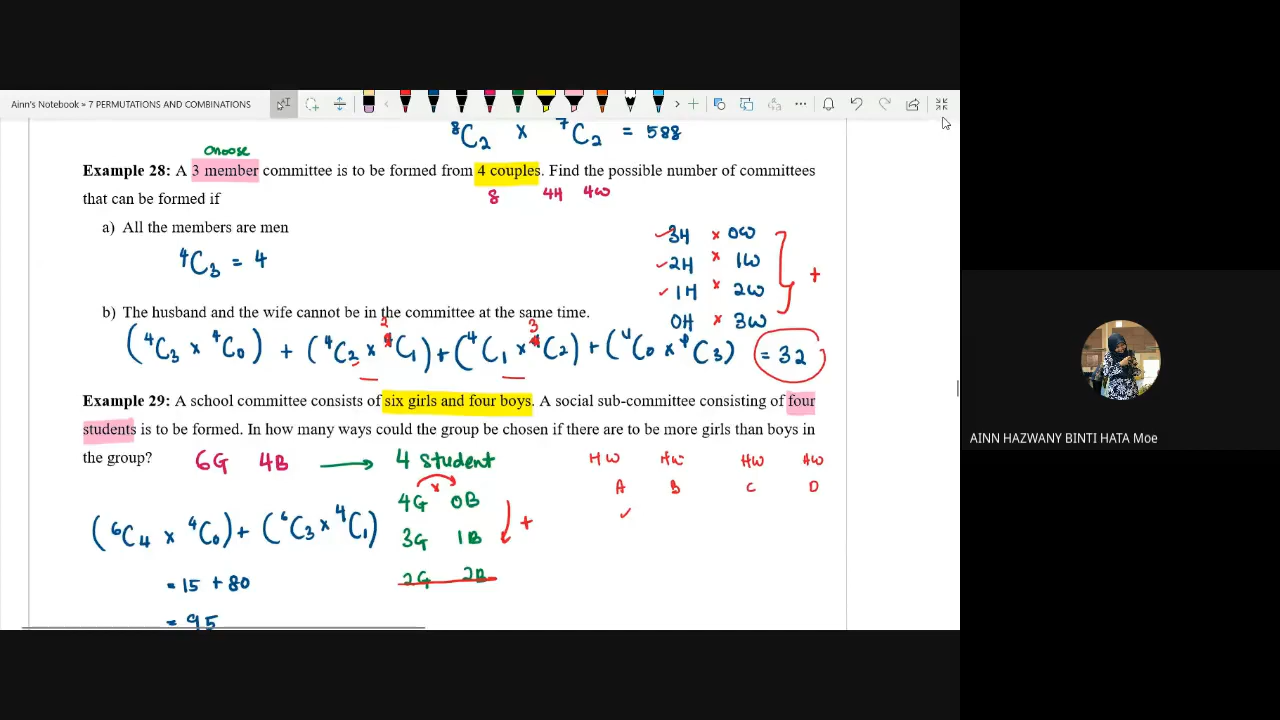 Ainn's Notebook > 7 PERMUTATIONS AND COMBINATIONS
⁸C₂ x ⁷C₂ = 588
choose
Example 28: A 3 member committee is to be formed from 4 couples. Find the possible number of committees
8 4H 4W
that can be formed if
a) All the members are men
⁴C₃ = 4
3H x 0W
2H x 1W
1H x 2W
0H x 3W
+
b) The husband and the wife cannot be in the committee at the same time.
2 3
(⁴C₃ x ⁴C₀) + (⁴C₂ x C₁) + (⁴C₁ x C₂) + (⁴C₀ x ⁴C₃) = 32
Example 29: A school committee consists of six girls and four boys. A social sub-committee consisting of four
students is to be formed. In how many ways could the group be chosen if there are to be more girls than boys in
the group?
6G 4B → 4 student
HW HW HW HW
A B C D
4G x 0B
3G 1B
2G 2B
+
(⁶C₄ x ⁴C₀) + (⁶C₃ x ⁴C₁)
= 15 + 80
= 95
AINN HAZWANY BINTI HATA Moe